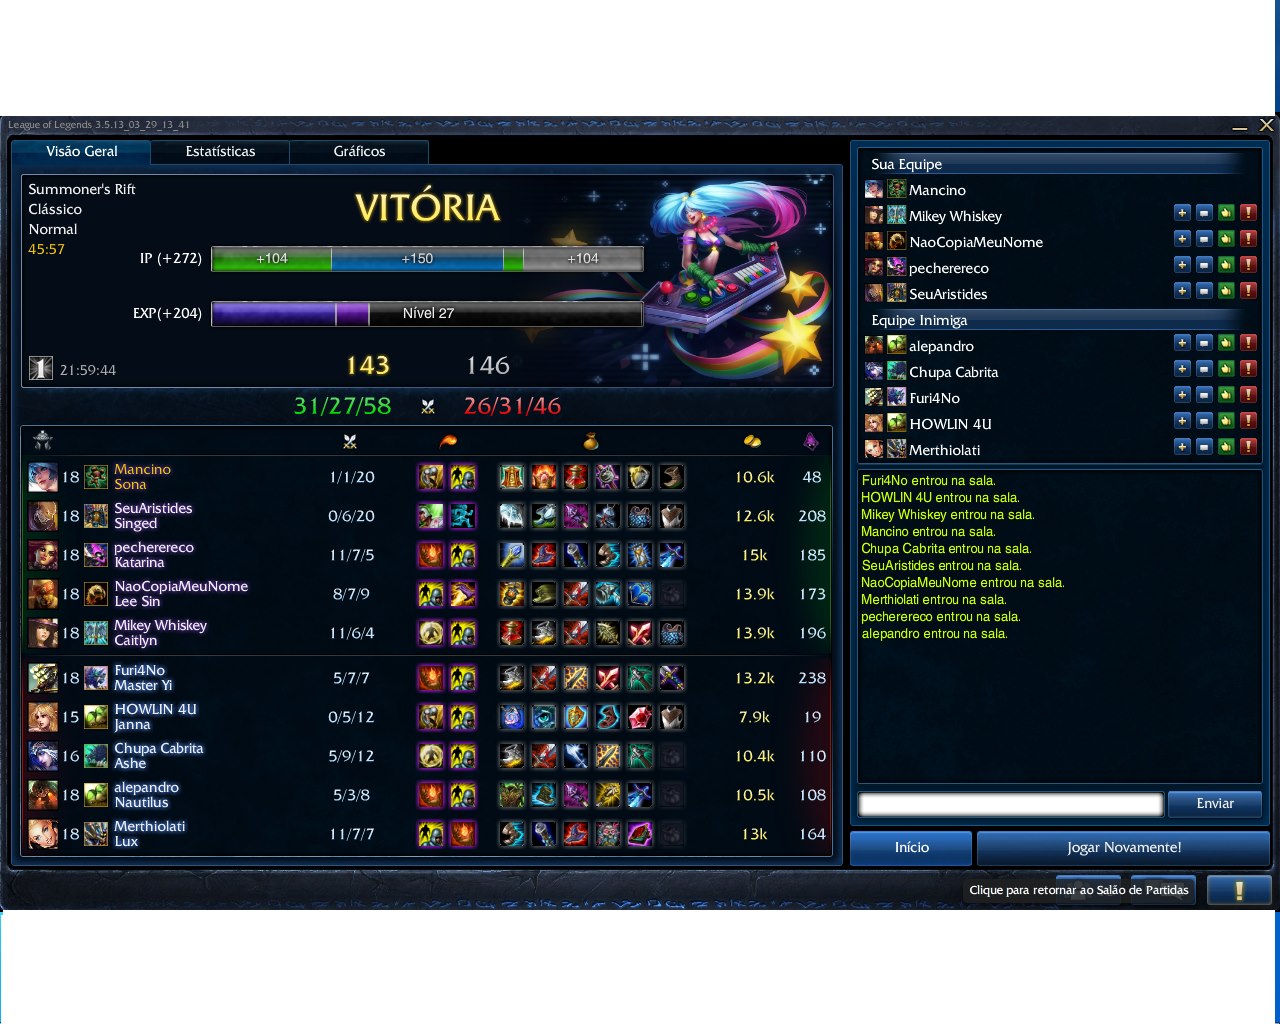 League of Legends 3.5.13_03_29_13_41
Visão Geral
Estatísticas
Gráficos
Summoner's Rift
Clássico
Normal
45:57
VITÓRIA
IP (+272)
+104
+150
+104
EXP(+204)
Nível 27
1
21:59:44
143
146
31/27/58
26/31/46
18 Mancino 1/1/20 10.6k 48
Sona
18 SeuAristides 0/6/20 12.6k 208
Singed
18 pecherereco 11/7/5 15k 185
Katarina
18 NaoCopiaMeuNome 8/7/9 13.9k 173
Lee Sin
18 Mikey Whiskey 11/6/4 13.9k 196
Caitlyn
18 Furi4No 5/7/7 13.2k 238
Master Yi
15 HOWLIN 4U 0/5/12 7.9k 19
Janna
16 Chupa Cabrita 5/9/12 10.4k 110
Ashe
18 alepandro 5/3/8 10.5k 108
Nautilus
18 Merthiolati 11/7/7 13k 164
Lux
Sua Equipe
Mancino
Mikey Whiskey
NaoCopiaMeuNome
pecherereco
SeuAristides
Equipe Inimiga
alepandro
Chupa Cabrita
Furi4No
HOWLIN 4U
Merthiolati
Furi4No entrou na sala.
HOWLIN 4U entrou na sala.
Mikey Whiskey entrou na sala.
Mancino entrou na sala.
Chupa Cabrita entrou na sala.
SeuAristides entrou na sala.
NaoCopiaMeuNome entrou na sala.
Merthiolati entrou na sala.
pecherereco entrou na sala.
alepandro entrou na sala.
Enviar
Início
Jogar Novamente!
Clique para retornar ao Salão de Partidas